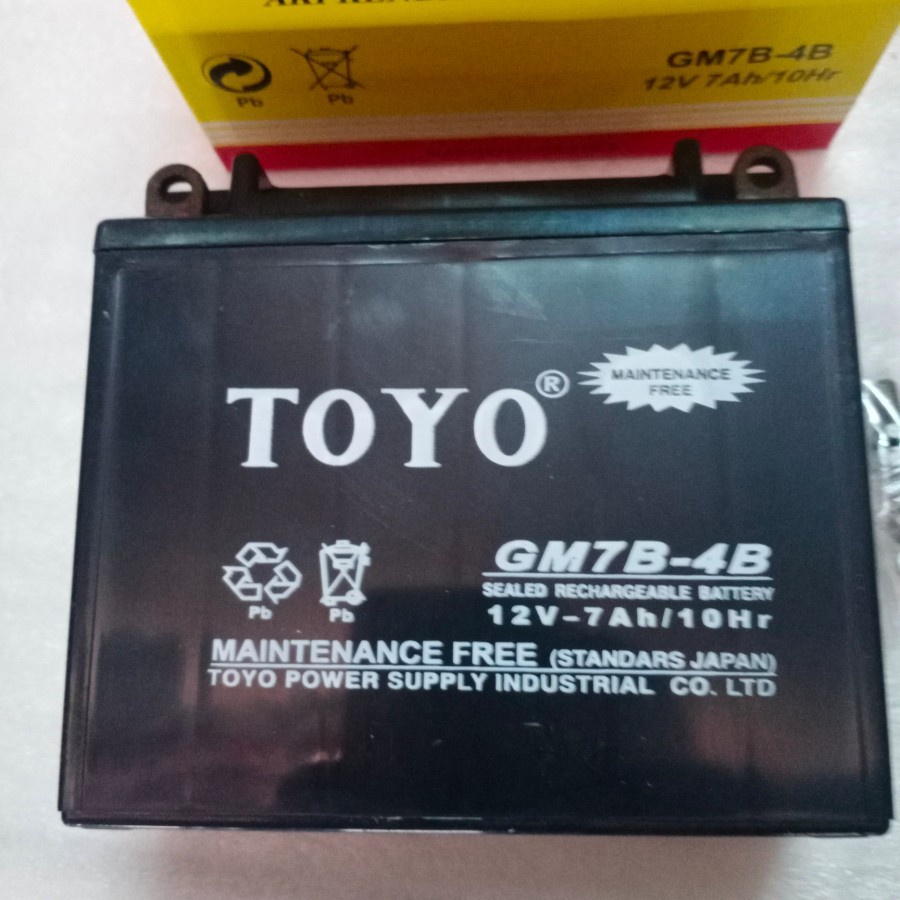 GM7B-4B
12V 7Ah/10Hr
Pb Pb
TOYO®
MAINTENANCE
FREE
GM7B-4B
SEALED RECHARGEABLE BATTERY
12V-7Ah/10Hr
Pb Pb
MAINTENANCE FREE (STANDARS JAPAN)
TOYO POWER SUPPLY INDUSTRIAL CO. LTD